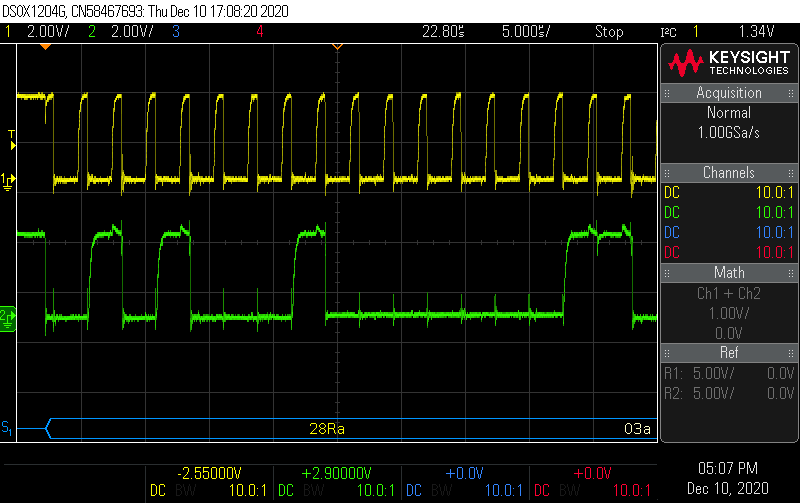 DSOX1204G, CN58467693: Thu Dec 10 17:08:20 2020
1 2.00V/ 2 2.00V/ 3 4 22.80s 5.000s/ Stop I²C 1 1.34V
KEYSIGHT
TECHNOLOGIES
Acquisition
Normal
1.00GSa/s
Channels
DC 10.0:1
DC 10.0:1
DC 10.0:1
DC 10.0:1
Math
Ch1 + Ch2
1.00V/
0.0V
Ref
R1: 5.00V/ 0.0V
R2: 5.00V/ 0.0V
T
1
2
S1 28Ra 03a
-2.55000V +2.90000V +0.0V +0.0V
DC BW 10.0:1 DC BW 10.0:1 DC BW 10.0:1 DC BW 10.0:1
05:07 PM
Dec 10, 2020